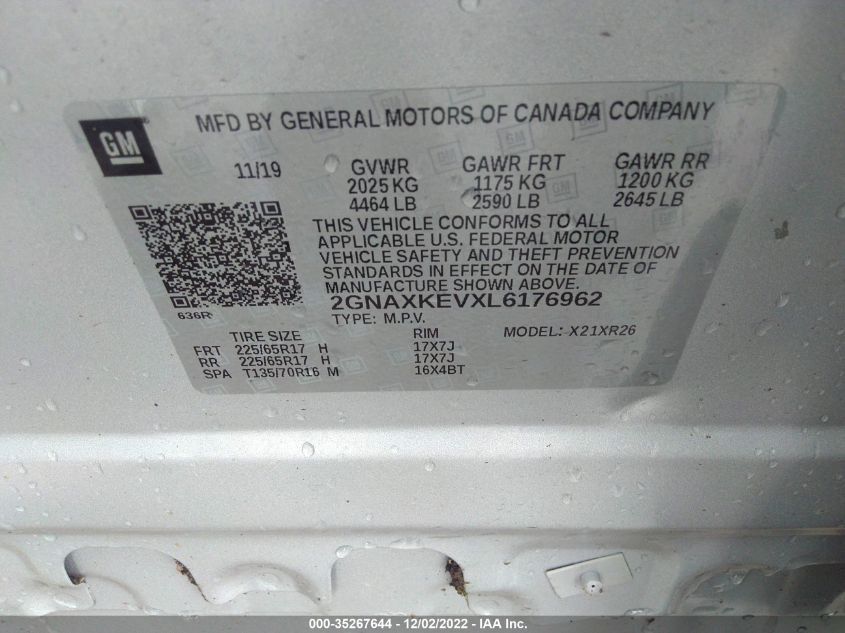 GM
MFD BY GENERAL MOTORS OF CANADA COMPANY
11/19 GVWR GAWR FRT GAWR RR
2025 KG 1175 KG 1200 KG
4464 LB 2590 LB 2645 LB
THIS VEHICLE CONFORMS TO ALL
APPLICABLE U.S. FEDERAL MOTOR
VEHICLE SAFETY AND THEFT PREVENTION
STANDARDS IN EFFECT ON THE DATE OF
MANUFACTURE SHOWN ABOVE.
636R
2GNAXKEVXL6176962
TYPE: M.P.V. MODEL: X21XR26
TIRE SIZE RIM
FRT 225/65R17 H 17X7J
RR 225/65R17 H 17X7J
SPA T135/70R16 M 16X4BT
000-35267644 - 12/02/2022 - IAA Inc.